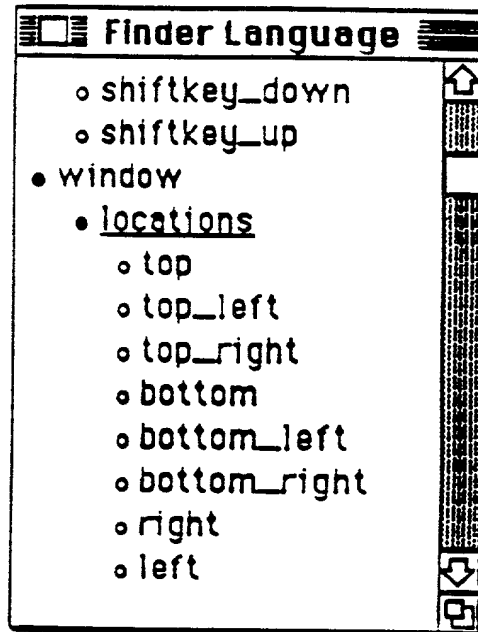 Finder Language
shiftkey_down
shiftkey_up
window
locations
top
top_left
top_right
bottom
bottom_left
bottom_right
right
left